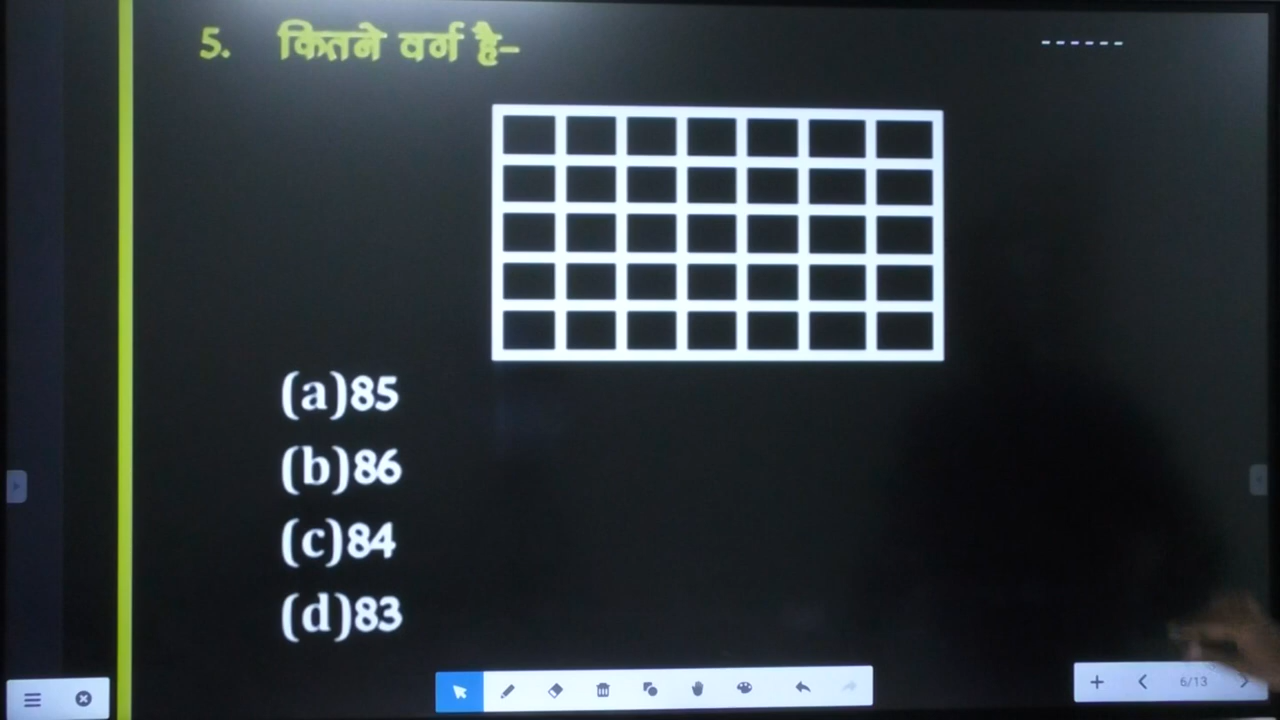 5. कितने वर्ग है-
------
(a)85
(b)86
(c)84
(d)83
6/13